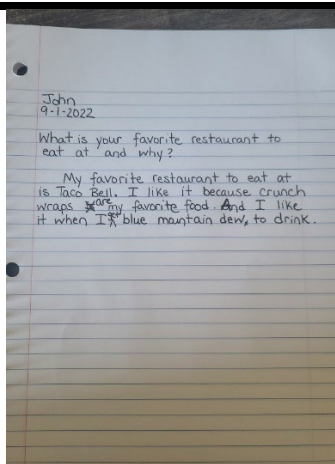 John
9-1-2022
What is your favorite restaurant to
eat at and why?
My favorite restaurant to eat at
is Taco Bell. I like it because crunch
wraps are my favorite food. And I like
it when I get blue mountain dew, to drink.